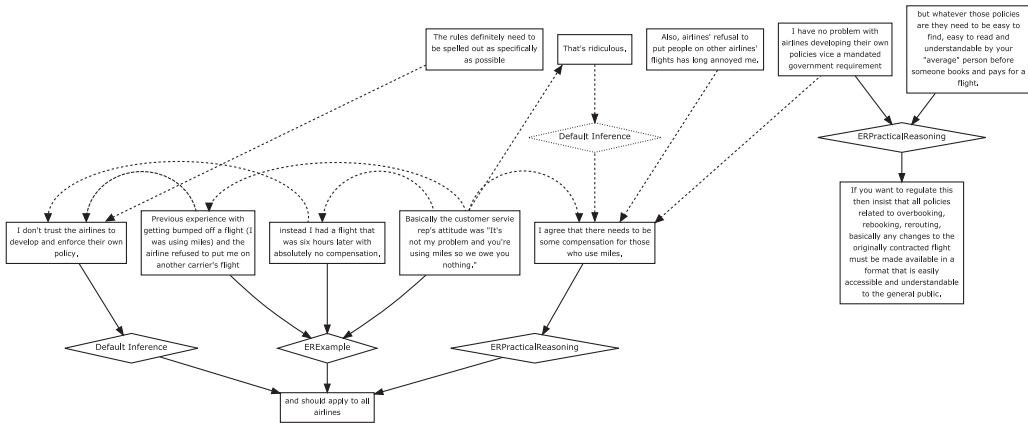 The rules definitely need to
be spelled out as specifically
as possible
That's ridiculous.
Also, airlines' refusal to
put people on other airlines'
flights has long annoyed me.
I have no problem with
airlines developing their own
policies vice a mandated
government requirement
but whatever those policies
are they need to be easy to
find, easy to read and
understandable by your
"average" person before
someone books and pays for a
flight.
Default Inference
ERPracticalReasoning
I don't trust the airlines to
develop and enforce their own
policy.
Previous experience with
getting bumped off a flight (I
was using miles) and the
airline refused to put me on
another carrier's flight
instead I had a flight that
was six hours later with
absolutely no compensation.
Basically the customer servie
rep's attitude was "It's
not my problem and you're
using miles so we owe you
nothing."
I agree that there needs to be
some compensation for those
who use miles.
If you want to regulate this
then insist that all policies
related to overbooking,
rebooking, rerouting,
basically any changes to the
originally contracted flight
must be made available in a
format that is easily
accessible and understandable
to the general public.
Default Inference
ERExample
ERPracticalReasoning
and should apply to all
airlines